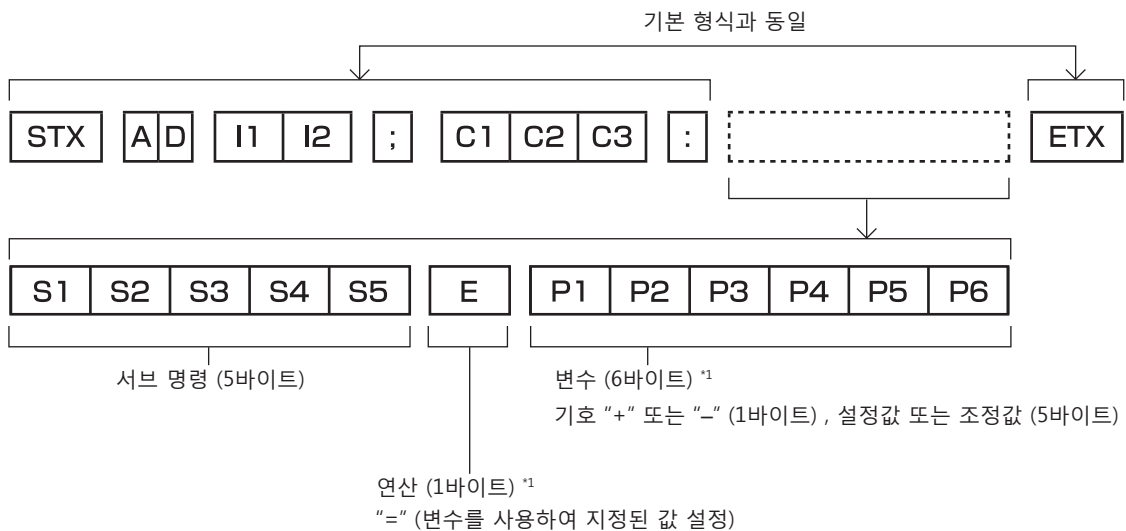 기본 형식과 동일
STX A D I1 I2 ; C1 C2 C3 : ETX
S1 S2 S3 S4 S5 E P1 P2 P3 P4 P5 P6
서브 명령 (5바이트)
변수 (6바이트) *1
기호 "+" 또는 "–" (1바이트) , 설정값 또는 조정값 (5바이트)
연산 (1바이트) *1
"=" (변수를 사용하여 지정된 값 설정)